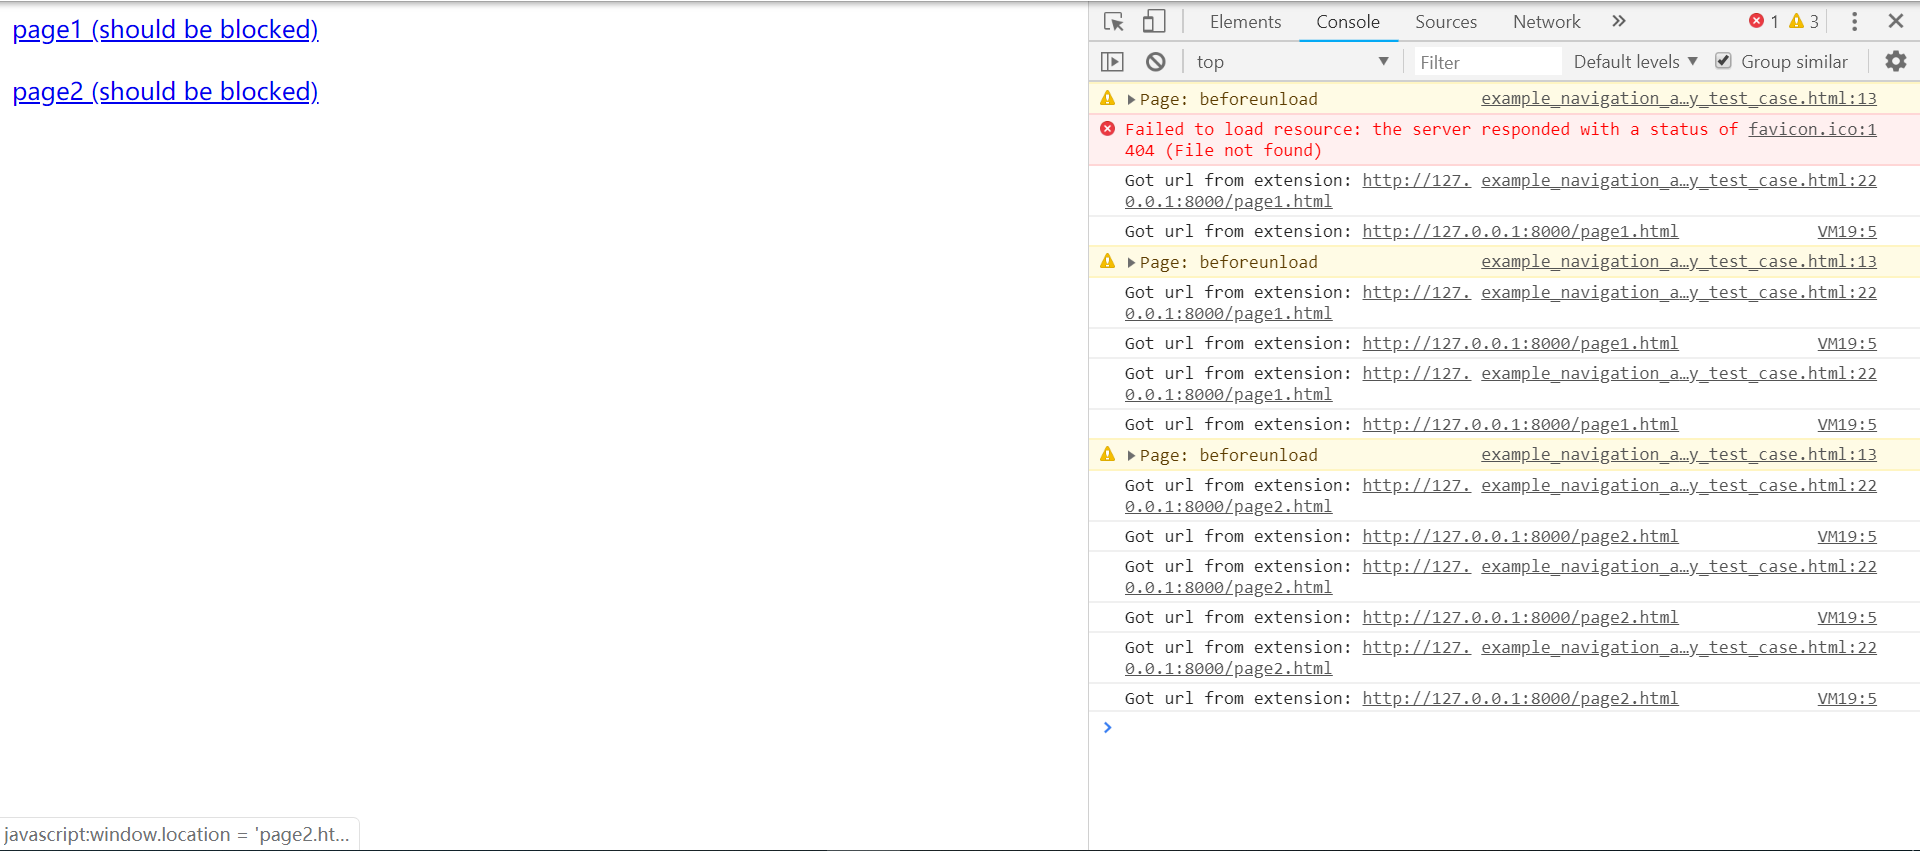 page1 (should be blocked)
page2 (should be blocked)
javascript:window.location = 'page2.ht...
Elements Console Sources Network » 1 3
top Filter Default levels Group similar
Page: beforeunload example_navigation_a…y_test_case.html:13
Failed to load resource: the server responded with a status of favicon.ico:1
404 (File not found)
Got url from extension: http://127. example_navigation_a…y_test_case.html:22
0.0.1:8000/page1.html
Got url from extension: http://127.0.0.1:8000/page1.html VM19:5
Page: beforeunload example_navigation_a…y_test_case.html:13
Got url from extension: http://127. example_navigation_a…y_test_case.html:22
0.0.1:8000/page1.html
Got url from extension: http://127.0.0.1:8000/page1.html VM19:5
Got url from extension: http://127. example_navigation_a…y_test_case.html:22
0.0.1:8000/page1.html
Got url from extension: http://127.0.0.1:8000/page1.html VM19:5
Page: beforeunload example_navigation_a…y_test_case.html:13
Got url from extension: http://127. example_navigation_a…y_test_case.html:22
0.0.1:8000/page2.html
Got url from extension: http://127.0.0.1:8000/page2.html VM19:5
Got url from extension: http://127. example_navigation_a…y_test_case.html:22
0.0.1:8000/page2.html
Got url from extension: http://127.0.0.1:8000/page2.html VM19:5
Got url from extension: http://127. example_navigation_a…y_test_case.html:22
0.0.1:8000/page2.html
Got url from extension: http://127.0.0.1:8000/page2.html VM19:5